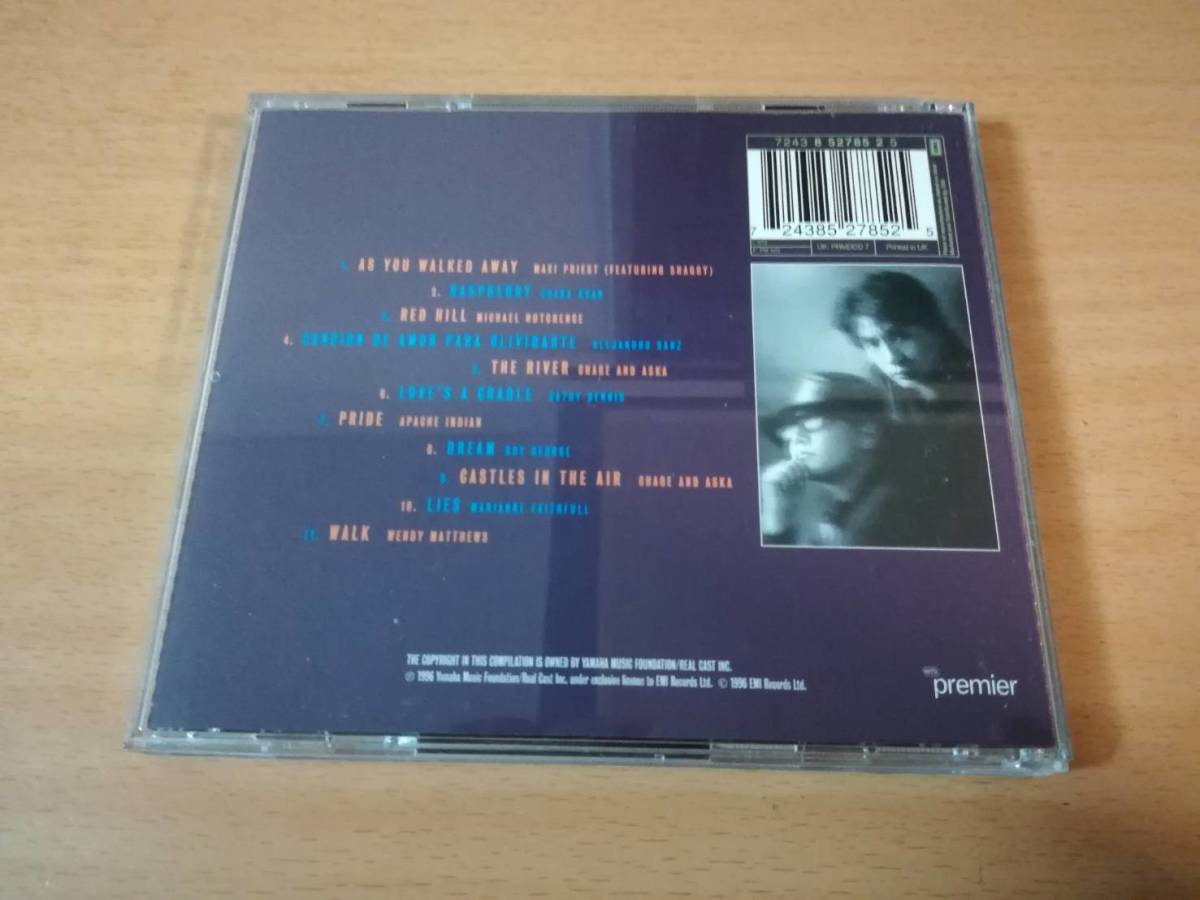 7243 8 52785 2 5
7 24385 27852 5
UK: PRMDCD 7 Printed in UK
1. AS YOU WALKED AWAY MAXI PRIEST (FEATURING SHAGGY)
2. RASPBERRY CHAKA KHAN
3. RED HILL MICHAEL HUTCHENCE
4. CANCION DE AMOR PARA OLIVIDARTE ALEJANDRO SANZ
5. THE RIVER CHAGE AND ASKA
6. LOVE'S A CRADLE CATHY DENNIS
7. PRIDE APACHE INDIAN
8. DREAM BOY GEORGE
9. CASTLES IN THE AIR CHAGE AND ASKA
10. LIES MARIANNE FAITHFULL
11. WALK WENDY MATTHEWS
THE COPYRIGHT IN THIS COMPILATION IS OWNED BY YAMAHA MUSIC FOUNDATION/REAL CAST INC.
℗ 1996 Yamaha Music Foundation/Real Cast Inc. under exclusive license to EMI Records Ltd. © 1996 EMI Records Ltd.
premier